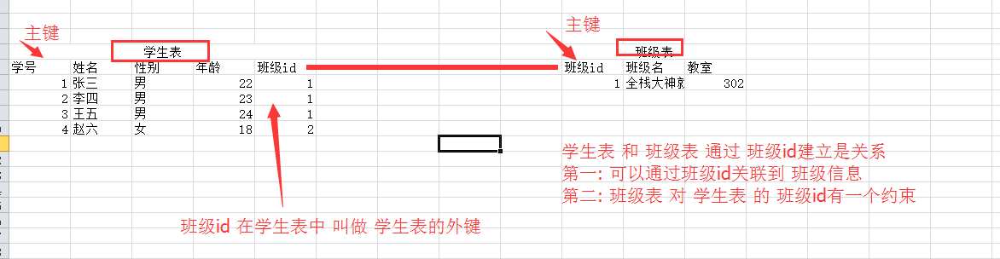 主键
主键
学生表
班级表
学号 姓名 性别 年龄 班级id
班级id 班级名 教室
1 张三 男 22 1
1 全栈大神 302
2 李四 男 23 1
3 王五 男 24 1
4 赵六 女 18 2
学生表 和 班级表 通过 班级id建立是关系
第一: 可以通过班级id关联到 班级信息
第二: 班级表 对 学生表 的 班级id有一个约束
班级id 在学生表中 叫做 学生表的外键